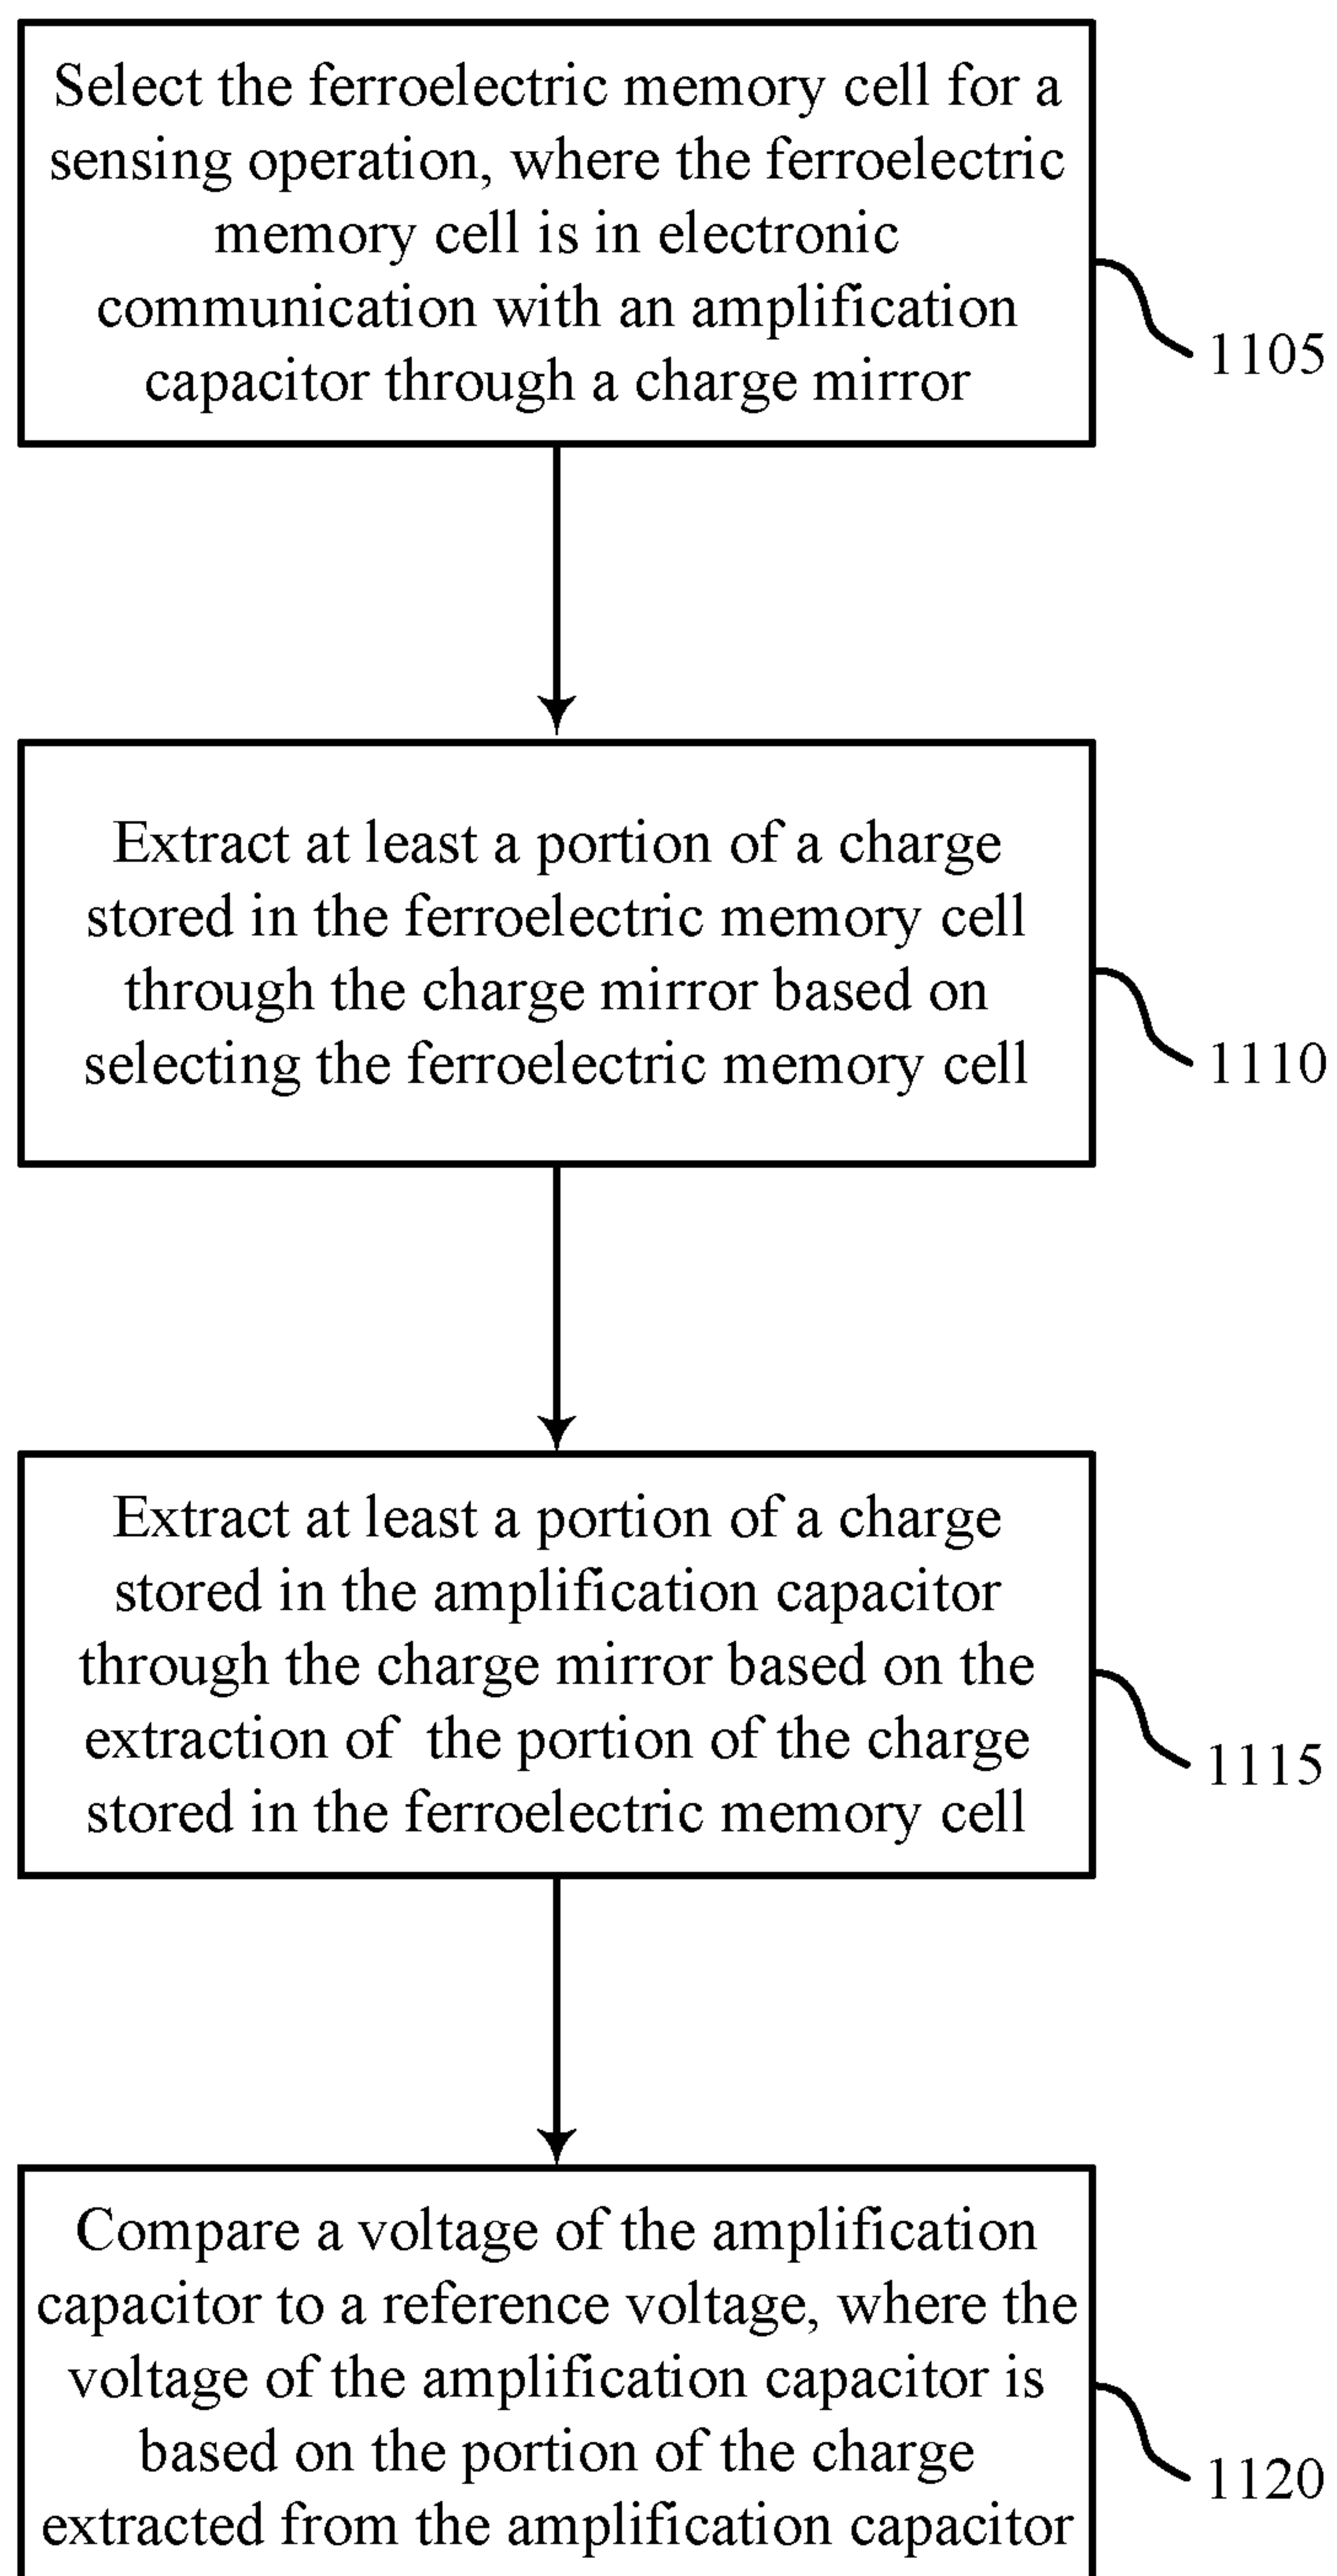 Select the ferroelectric memory cell for a
sensing operation, where the ferroelectric
memory cell is in electronic
communication with an amplification
capacitor through a charge mirror
1105
Extract at least a portion of a charge
stored in the ferroelectric memory cell
through the charge mirror based on
selecting the ferroelectric memory cell
1110
Extract at least a portion of a charge
stored in the amplification capacitor
through the charge mirror based on the
extraction of the portion of the charge
stored in the ferroelectric memory cell
1115
Compare a voltage of the amplification
capacitor to a reference voltage, where the
voltage of the amplification capacitor is
based on the portion of the charge
extracted from the amplification capacitor
1120